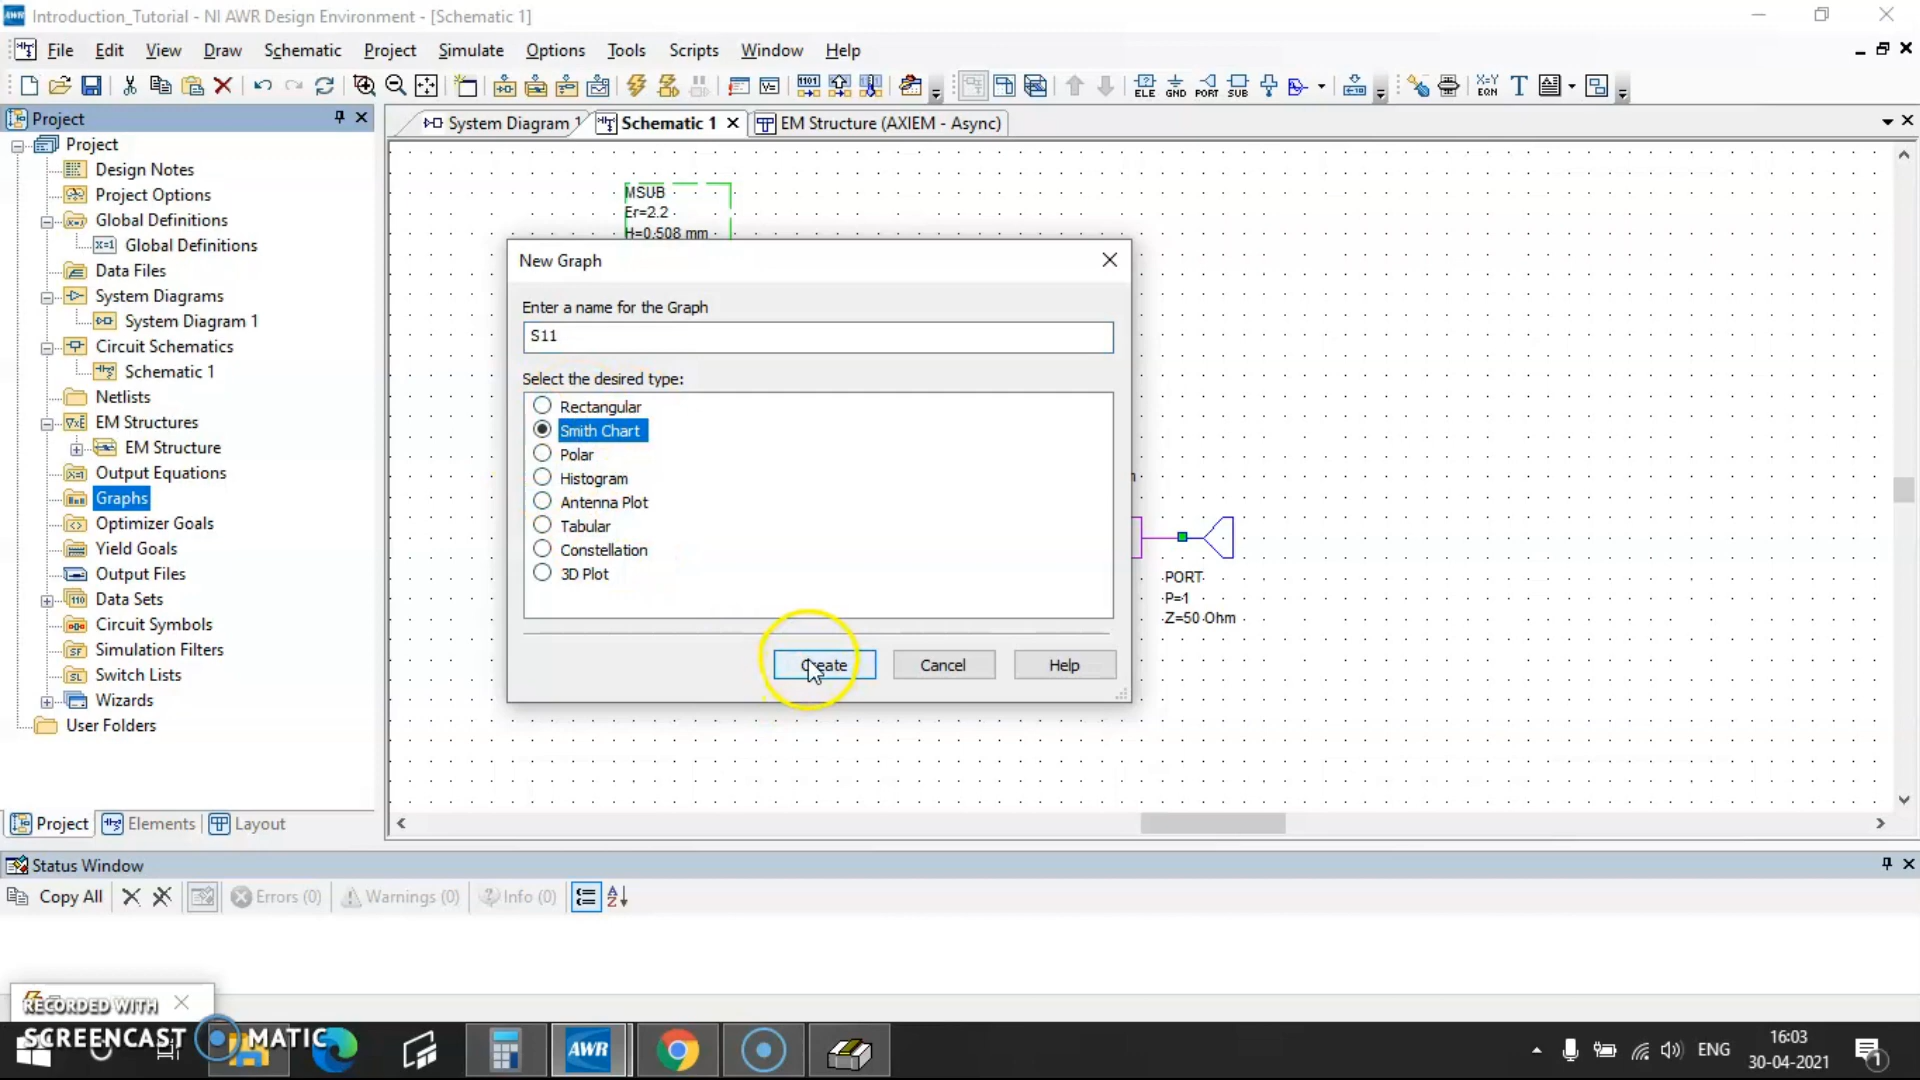 Introduction_Tutorial - NI AWR Design Environment - [Schematic 1]
File Edit View Draw Schematic Project Simulate Options Tools Scripts Window Help
ELE GND PORT SUB X=Y EQN
Project
System Diagram 1 Schematic 1 EM Structure (AXIEM - Async)
Project
Design Notes
Project Options
Global Definitions
Global Definitions
Data Files
System Diagrams
System Diagram 1
Circuit Schematics
Schematic 1
Netlists
EM Structures
EM Structure
Output Equations
Graphs
Optimizer Goals
Yield Goals
Output Files
Data Sets
Circuit Symbols
Simulation Filters
Switch Lists
Wizards
User Folders
MSUB
Er=2.2
H=0.508 mm
New Graph
Enter a name for the Graph
S11
Select the desired type:
Rectangular
Smith Chart
Polar
Histogram
Antenna Plot
Tabular
Constellation
3D Plot
Create Cancel Help
PORT
P=1
Z=50 Ohm
Project Elements Layout
Status Window
Copy All Errors (0) Warnings (0) Info (0)
RECORDED WITH
SCREENCAST MATIC
AWR
ENG
16:03
30-04-2021